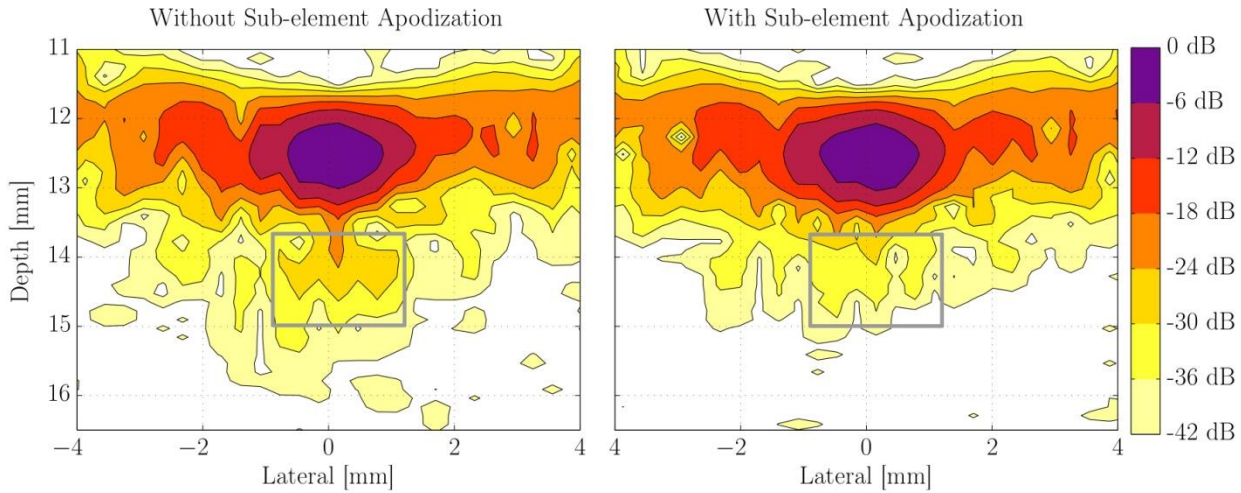 Without Sub-element Apodization
With Sub-element Apodization
11
12
13
14
15
16
Depth [mm]
−4
−2
0
2
4
Lateral [mm]
−4
−2
0
2
4
Lateral [mm]
0 dB
-6 dB
-12 dB
-18 dB
-24 dB
-30 dB
-36 dB
-42 dB